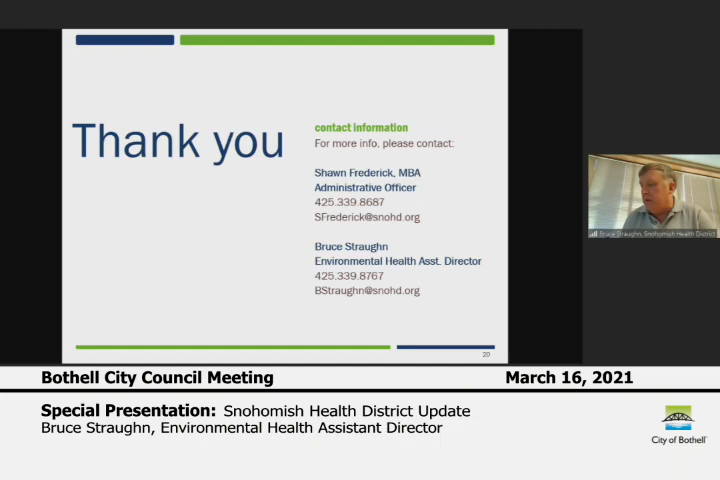 Thank you
contact information
For more info, please contact:
Shawn Frederick, MBA
Administrative Officer
425.339.8687
SFrederick@snohd.org
Bruce Straughn
Environmental Health Asst. Director
425.339.8767
BStraughn@snohd.org
20
Bruce Straughn, Snohomish Health District
Bothell City Council Meeting
March 16, 2021
Special Presentation: Snohomish Health District Update
Bruce Straughn, Environmental Health Assistant Director
City of Bothell